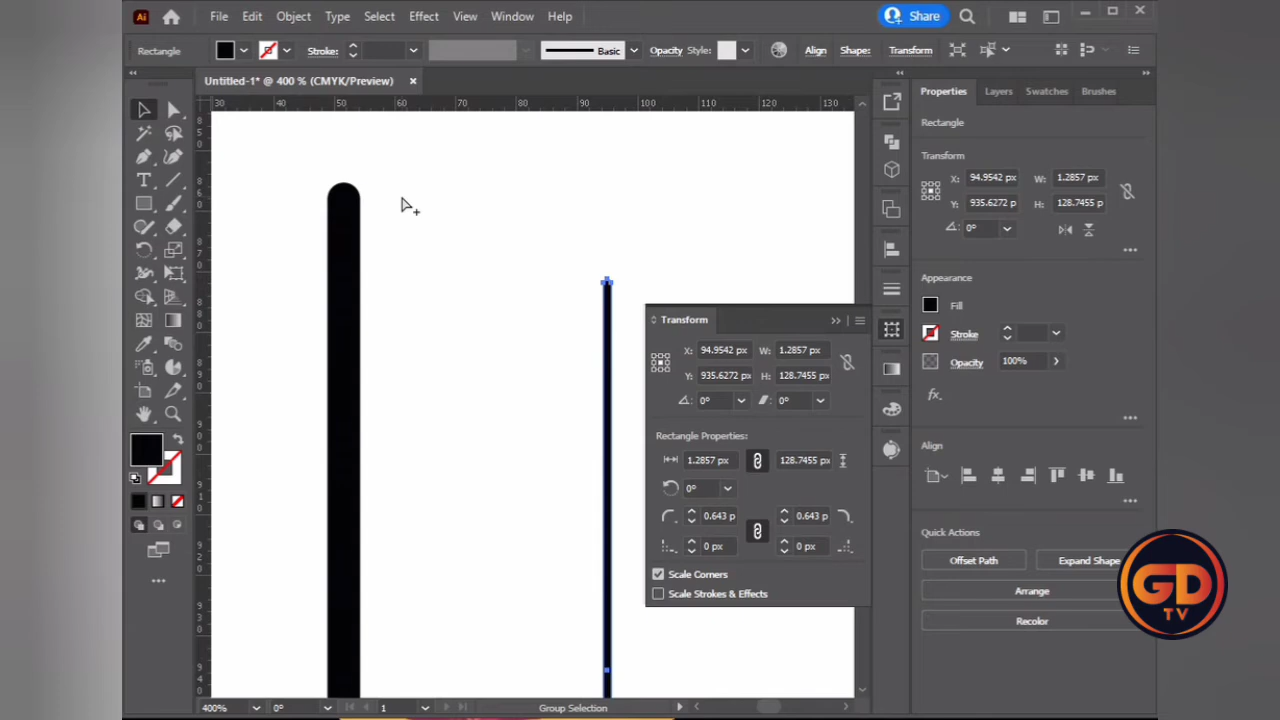 Ai File Edit Object Type Select Effect View Window Help Share
Rectangle Stroke: Basic Opacity Style: Align Shape: Transform
Untitled-1* @ 400 % (CMYK/Preview)
Properties Layers Swatches Brushes
30 40 50 60 70 80 90 100 110 120 130
Rectangle
Transform
X: 94.9542 px W: 1.2857 px
Y: 935.6272 p H: 128.7455 px
0°
Appearance
Fill
Stroke
Opacity 100%
fx.
Align
Quick Actions
Offset Path Expand Shape
Arrange
Recolor
Transform
X: 94.9542 px W: 1.2857 px
Y: 935.6272 px H: 128.7455 px
0° 0°
Rectangle Properties:
1.2857 px 128.7455 px
0°
0.643 p 0.643 p
0 px 0 px
Scale Corners
Scale Strokes & Effects
GD
TV
400% 0° 1 Group Selection